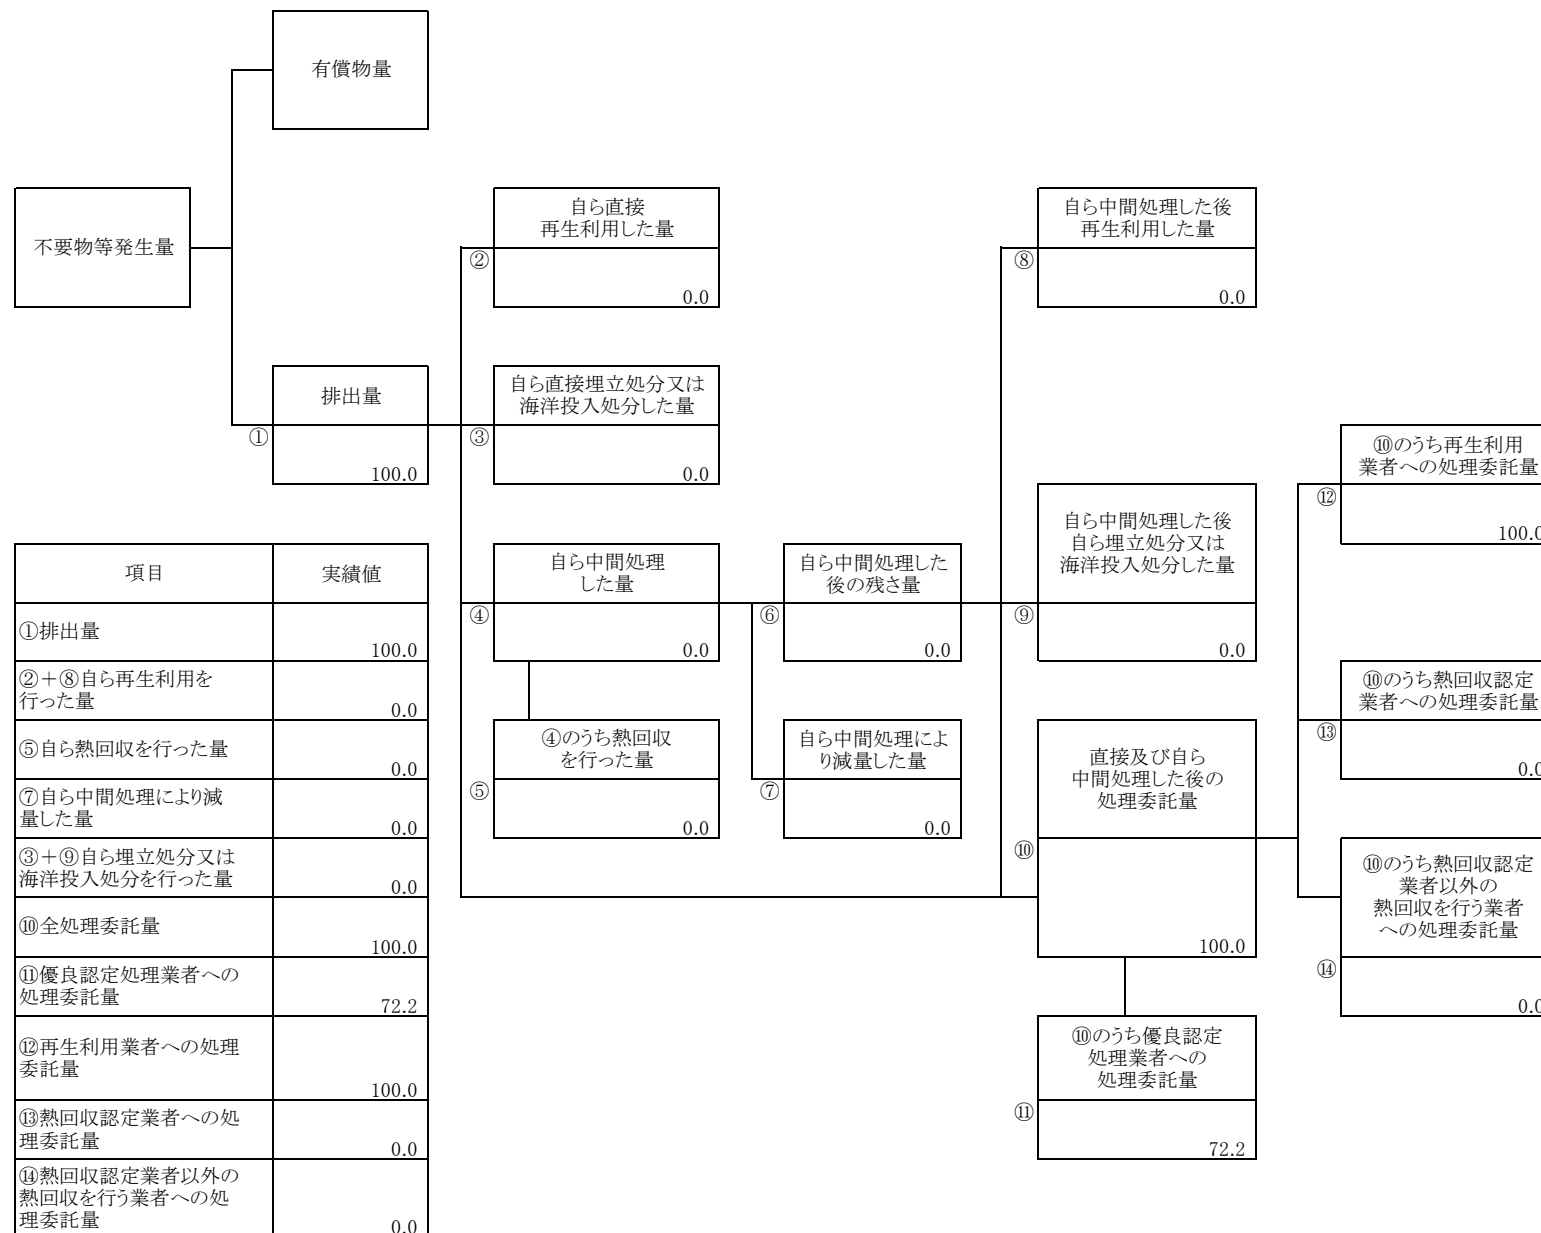 有償物量
不要物等発生量
自ら直接
再生利用した量
②
0.0
自ら中間処理した後
再生利用した量
⑧
0.0
排出量
①
100.0
自ら直接埋立処分又は
海洋投入処分した量
③
0.0
⑩のうち再生利用
業者への処理委託量
⑫
100.0
自ら中間処理
した量
④
0.0
自ら中間処理した
後の残さ量
⑥
0.0
自ら中間処理した後
自ら埋立処分又は
海洋投入処分した量
⑨
0.0
⑩のうち熱回収認定
業者への処理委託量
⑬
0.0
④のうち熱回収
を行った量
⑤
0.0
自ら中間処理によ
り減量した量
⑦
0.0
直接及び自ら
中間処理した後の
処理委託量
⑩
100.0
⑩のうち熱回収認定
業者以外の
熱回収を行う業者
への処理委託量
⑭
0.0
⑩のうち優良認定
処理業者への
処理委託量
⑪
72.2
項目 実績値
①排出量
100.0
②＋⑧自ら再生利用を
行った量
0.0
⑤自ら熱回収を行った量
0.0
⑦自ら中間処理により減
量した量
0.0
③＋⑨自ら埋立処分又は
海洋投入処分を行った量
0.0
⑩全処理委託量
100.0
⑪優良認定処理業者への
処理委託量
72.2
⑫再生利用業者への処理
委託量
100.0
⑬熱回収認定業者への処
理委託量
0.0
⑭熱回収認定業者以外の
熱回収を行う業者への処
理委託量
0.0